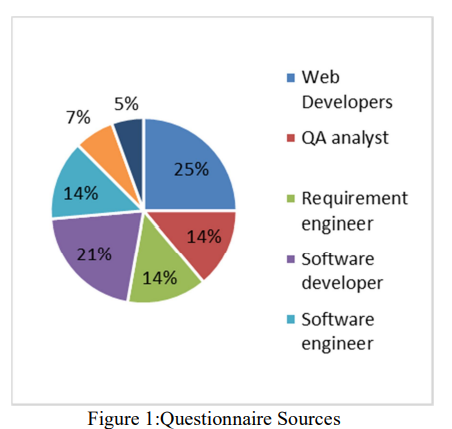 5%
7%
25%
14%
14%
21%
14%
Web
Developers
QA analyst
Requirement
engineer
Software
developer
Software
engineer
Figure 1:Questionnaire Sources